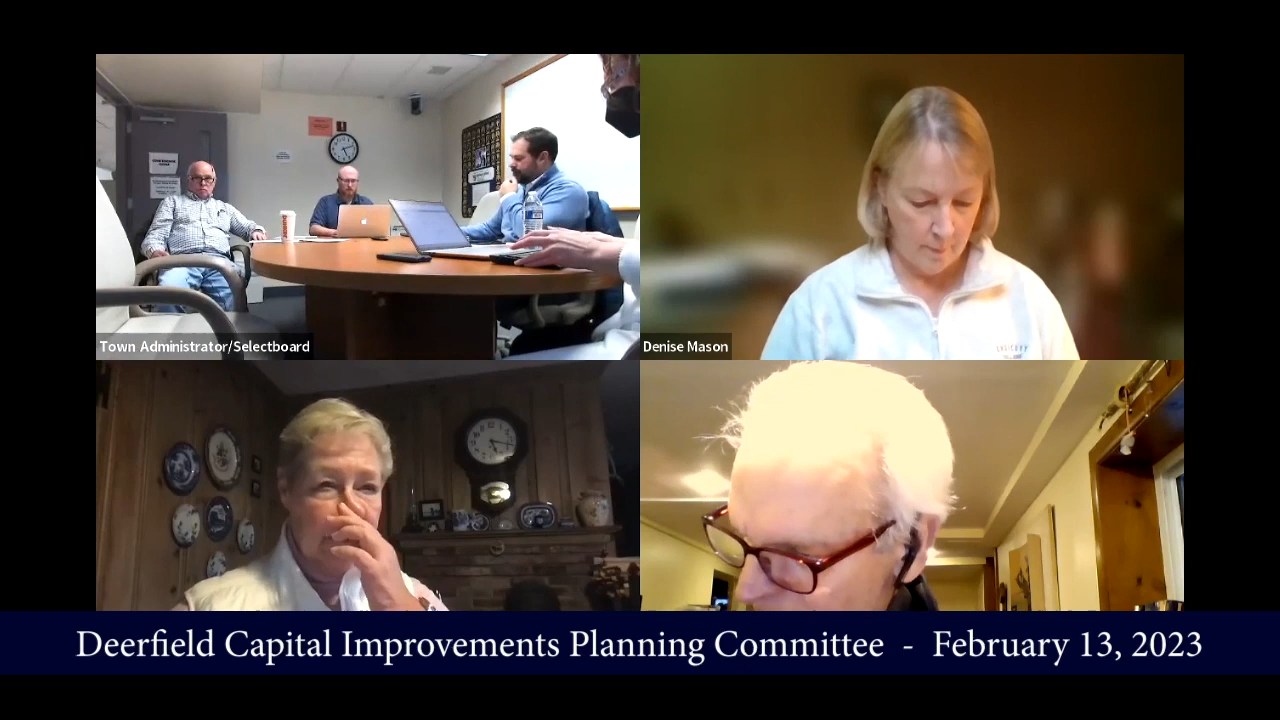 Town Administrator/Selectboard
Denise Mason
Deerfield Capital Improvements Planning Committee - February 13, 2023